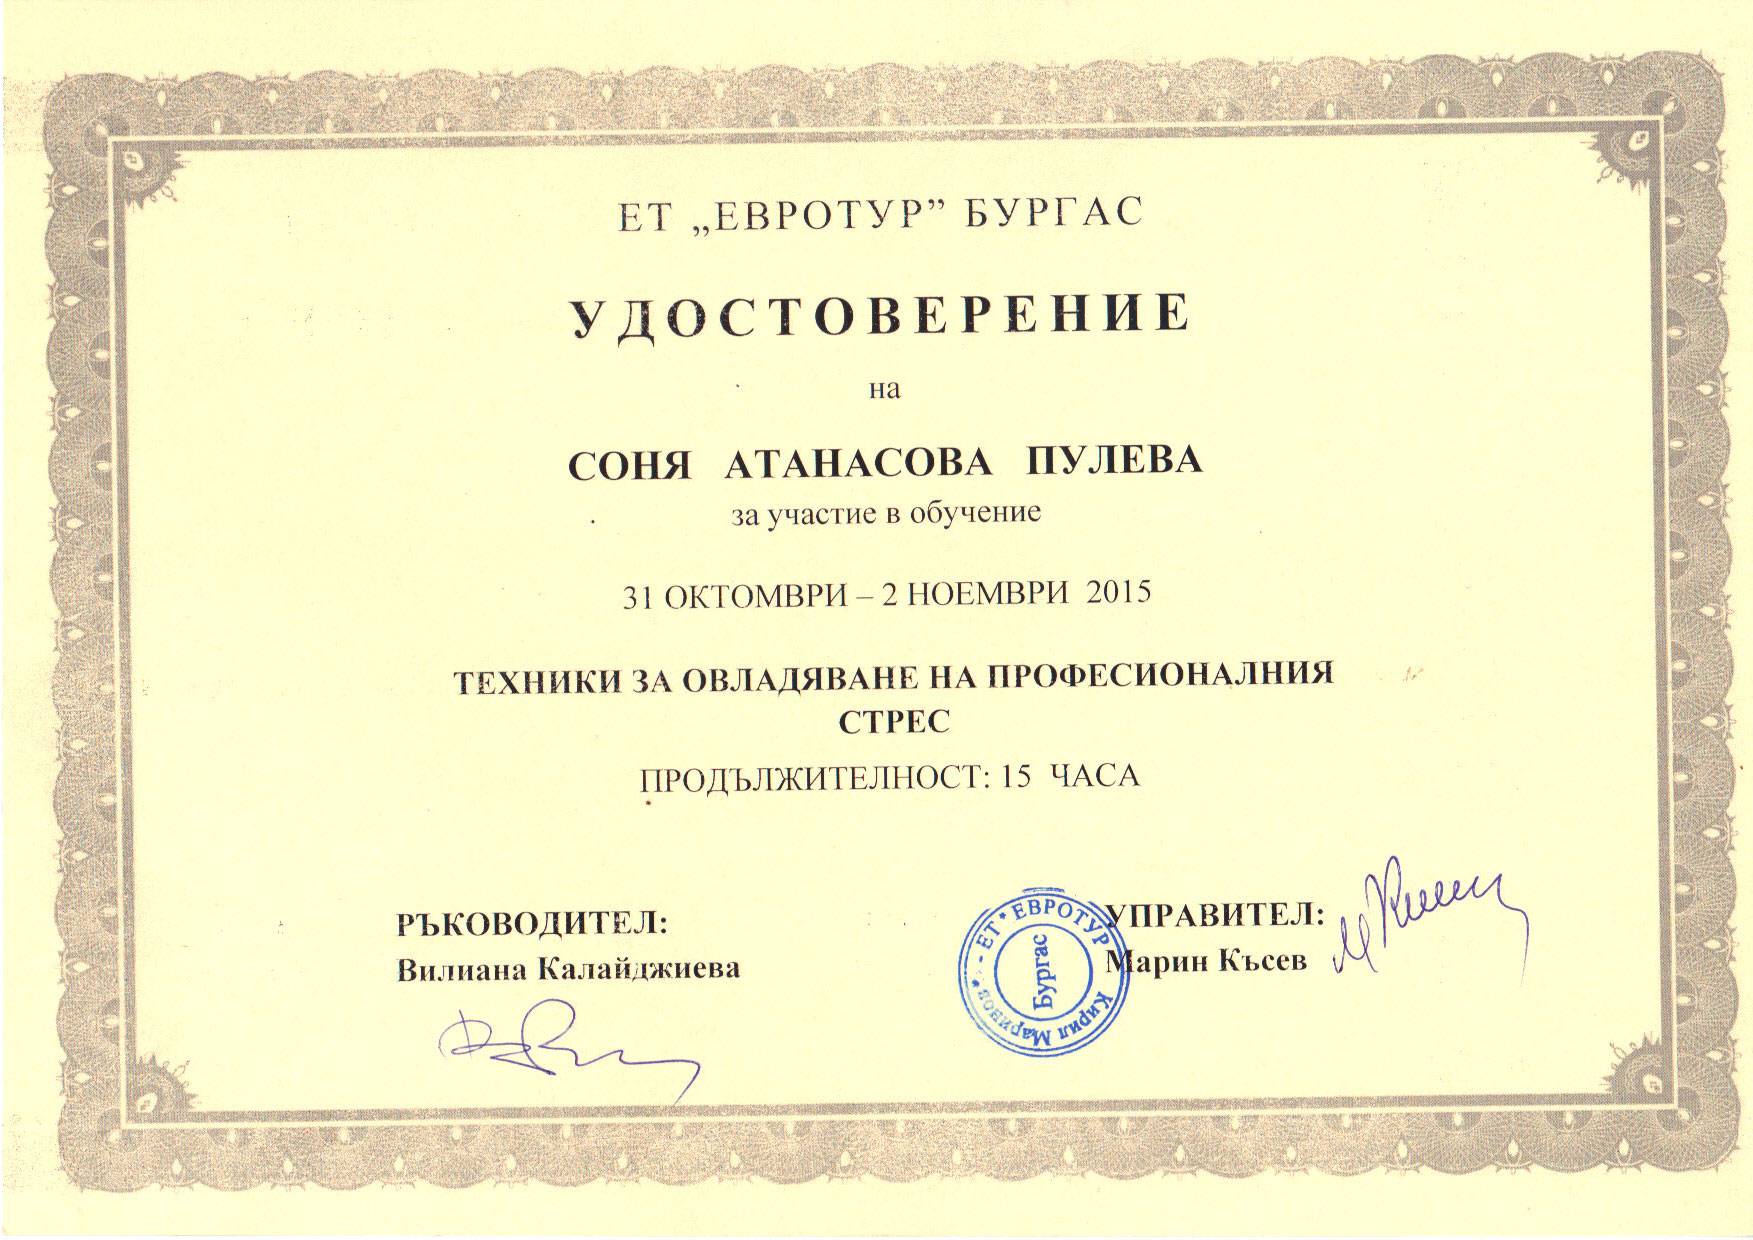 ЕТ „ЕВРОТУР” БУРГАС
УДОСТОВЕРЕНИЕ
на
СОНЯ АТАНАСОВА ПУЛЕВА
за участие в обучение
31 ОКТОМВРИ – 2 НОЕМВРИ 2015
ТЕХНИКИ ЗА ОВЛАДЯВАНЕ НА ПРОФЕСИОНАЛНИЯ
СТРЕС
ПРОДЪЛЖИТЕЛНОСТ: 15 ЧАСА
РЪКОВОДИТЕЛ:
Вилиана Калайджиева
УПРАВИТЕЛ:
Марин Късев
ЕТ * ЕВРОТУР
Кирил Маринов
Бургас